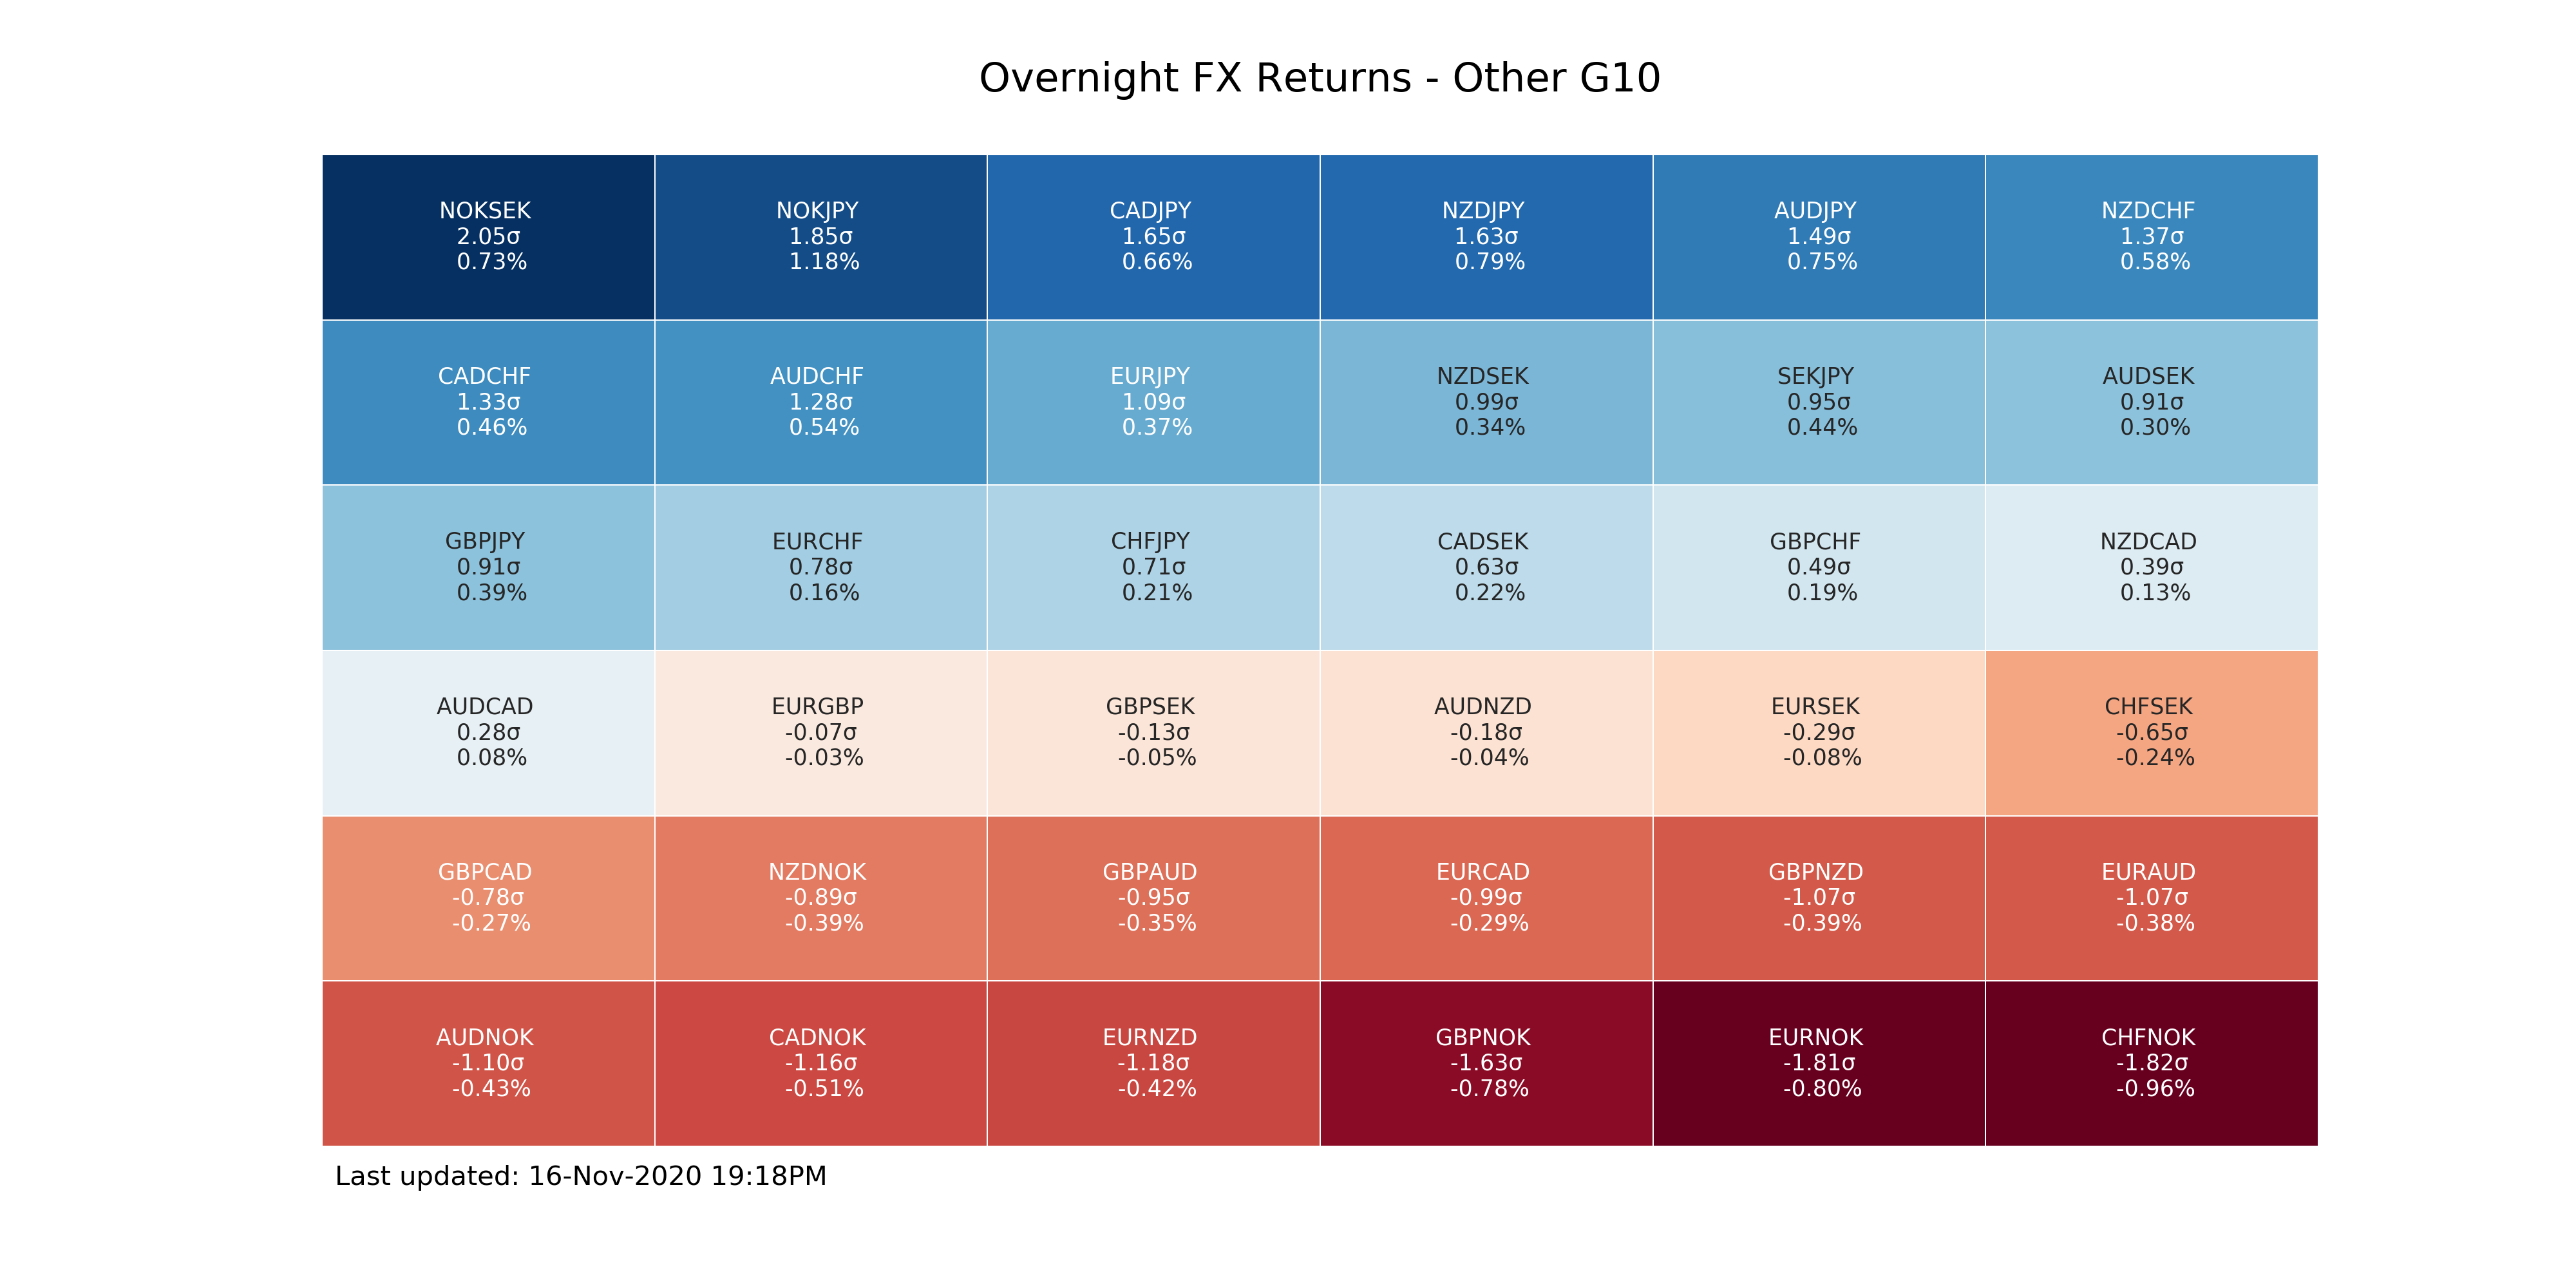 Overnight FX Returns - Other G10
NOKSEK
2.05σ
0.73%
NOKJPY
1.85σ
1.18%
CADJPY
1.65σ
0.66%
NZDJPY
1.63σ
0.79%
AUDJPY
1.49σ
0.75%
NZDCHF
1.37σ
0.58%
CADCHF
1.33σ
0.46%
AUDCHF
1.28σ
0.54%
EURJPY
1.09σ
0.37%
NZDSEK
0.99σ
0.34%
SEKJPY
0.95σ
0.44%
AUDSEK
0.91σ
0.30%
GBPJPY
0.91σ
0.39%
EURCHF
0.78σ
0.16%
CHFJPY
0.71σ
0.21%
CADSEK
0.63σ
0.22%
GBPCHF
0.49σ
0.19%
NZDCAD
0.39σ
0.13%
AUDCAD
0.28σ
0.08%
EURGBP
-0.07σ
-0.03%
GBPSEK
-0.13σ
-0.05%
AUDNZD
-0.18σ
-0.04%
EURSEK
-0.29σ
-0.08%
CHFSEK
-0.65σ
-0.24%
GBPCAD
-0.78σ
-0.27%
NZDNOK
-0.89σ
-0.39%
GBPAUD
-0.95σ
-0.35%
EURCAD
-0.99σ
-0.29%
GBPNZD
-1.07σ
-0.39%
EURAUD
-1.07σ
-0.38%
AUDNOK
-1.10σ
-0.43%
CADNOK
-1.16σ
-0.51%
EURNZD
-1.18σ
-0.42%
GBPNOK
-1.63σ
-0.78%
EURNOK
-1.81σ
-0.80%
CHFNOK
-1.82σ
-0.96%
Last updated: 16-Nov-2020 19:18PM